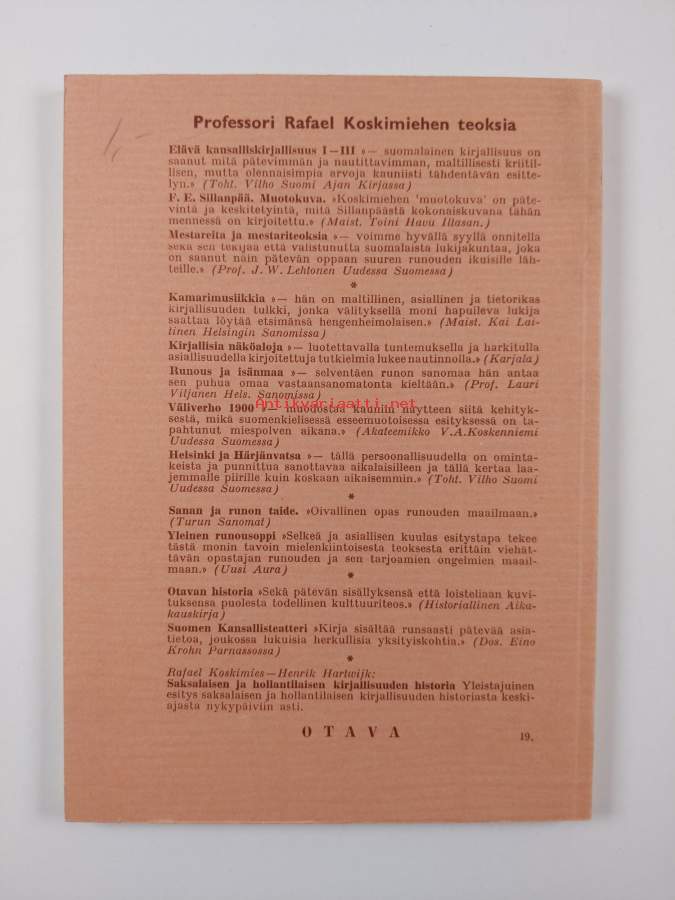 1,-
Professori Rafael Koskimiehen teoksia
Elävä kansalliskirjallisuus I–III »— suomalainen kirjallisuus on
saanut mitä pätevimmän ja nautittavimman, maltillisesti kriitil-
lisen, mutta olennaisimpia arvoja kauniisti tähdentävän esitte-
lyn.» (Toht. Vilho Suomi Ajan Kirjassa)
F. E. Sillanpää. Muotokuva. »Koskimiehen 'muotokuva' on päte-
vintä ja keskitetyintä, mitä Sillanpäästä kokonaiskuvana tähän
mennessä on kirjoitettu.» (Maist. Toini Havu Illasan.)
Mestareita ja mestariteoksia »— voimme hyvällä syyllä onnitella
sekä sen tekijää että valistunutta suomalaista lukijakuntaa, joka
on saanut näin pätevän oppaan suuren runouden ikuisille läh-
teille.» (Prof. J. W. Lehtonen Uudessa Suomessa)
*
Kamarimusiikkia »— hän on maltillinen, asiallinen ja tietorikas
kirjallisuuden tulkki, jonka välityksellä moni hapuileva lukija
saattaa löytää etsimänsä hengenheimolaisen.» (Maist. Kai Lai-
tinen Helsingin Sanomissa)
Kirjallisia näköaloja »— luotettavalla tuntemuksella ja harkitulla
asiallisuudella kirjoitettuja tutkielmia lukee nautinnolla.» (Karjala)
Runous ja isänmaa »— selventäen runon sanomaa hän antaa
sen puhua omaa vastaansanomatonta kieltään.» (Prof. Lauri
Viljanen Hels. Sanomissa)
Antikvariaatti.net
Väliverho 1900 »— muodostaa kauniin näytteen siitä kehityk-
sestä, mikä suomenkielisessä esseemuotoisessa esityksessä on ta-
pahtunut miespolven aikana.» (Akateemikko V.A.Koskenniemi
Uudessa Suomessa)
Helsinki ja Härjänvatsa »— tällä persoonallisuudella on ominta-
keista ja punnittua sanottavaa aikalaisilleen ja tällä kertaa laa-
jemmalle piirille kuin koskaan aikaisemmin.» (Toht. Vilho Suomi
Uudessa Suomessa)
*
Sanan ja runon taide. »Oivallinen opas runouden maailmaan.»
(Turun Sanomat)
Yleinen runousoppi »Selkeä ja asiallisen kuulas esitystapa tekee
tästä monin tavoin mielenkiintoisesta teoksesta erittäin viehät-
tävän opastajan runouden ja sen tarjoamien ongelmien maail-
maan.» (Uusi Aura)
*
Otavan historia »Sekä pätevän sisällyksensä että loisteliaan kuvi-
tuksensa puolesta todellinen kulttuuriteos.» (Historiallinen Aika-
kauskirja)
Suomen Kansallisteatteri »Kirja sisältää runsaasti pätevää asia-
tietoa, joukossa lukuisia herkullisia yksityiskohtia.» (Dos. Eino
Krohn Parnassossa)
*
Rafael Koskimies—Henrik Hartwijk:
Saksalaisen ja hollantilaisen kirjallisuuden historia Yleistajuinen
esitys saksalaisen ja hollantilaisen kirjallisuuden historiasta keski-
ajasta nykypäiviin asti.
OTAVA
19,